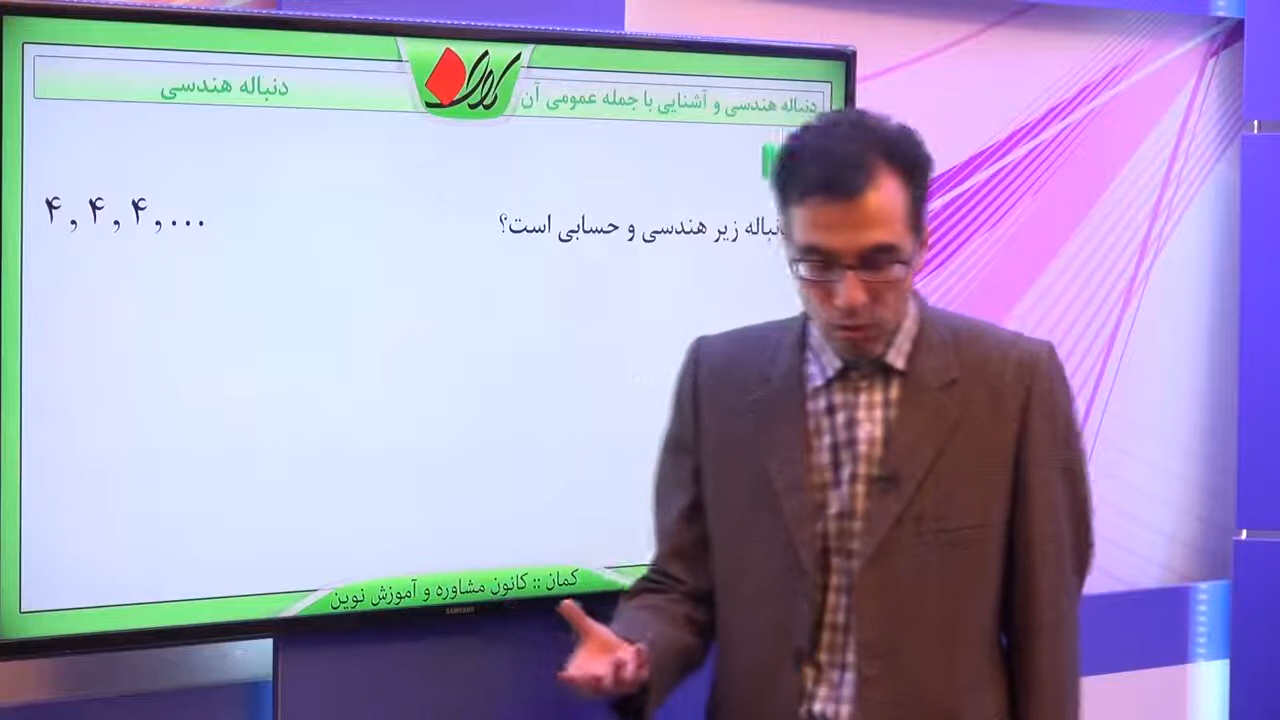 دنباله هندسی و آشنایی با جمله عمومی آن
دنباله هندسی
زیر هندسی و حسابی است؟
۴, ۴, ۴, ...
کمان :: کانون مشاوره و آموزش نوین
SAMSUNG